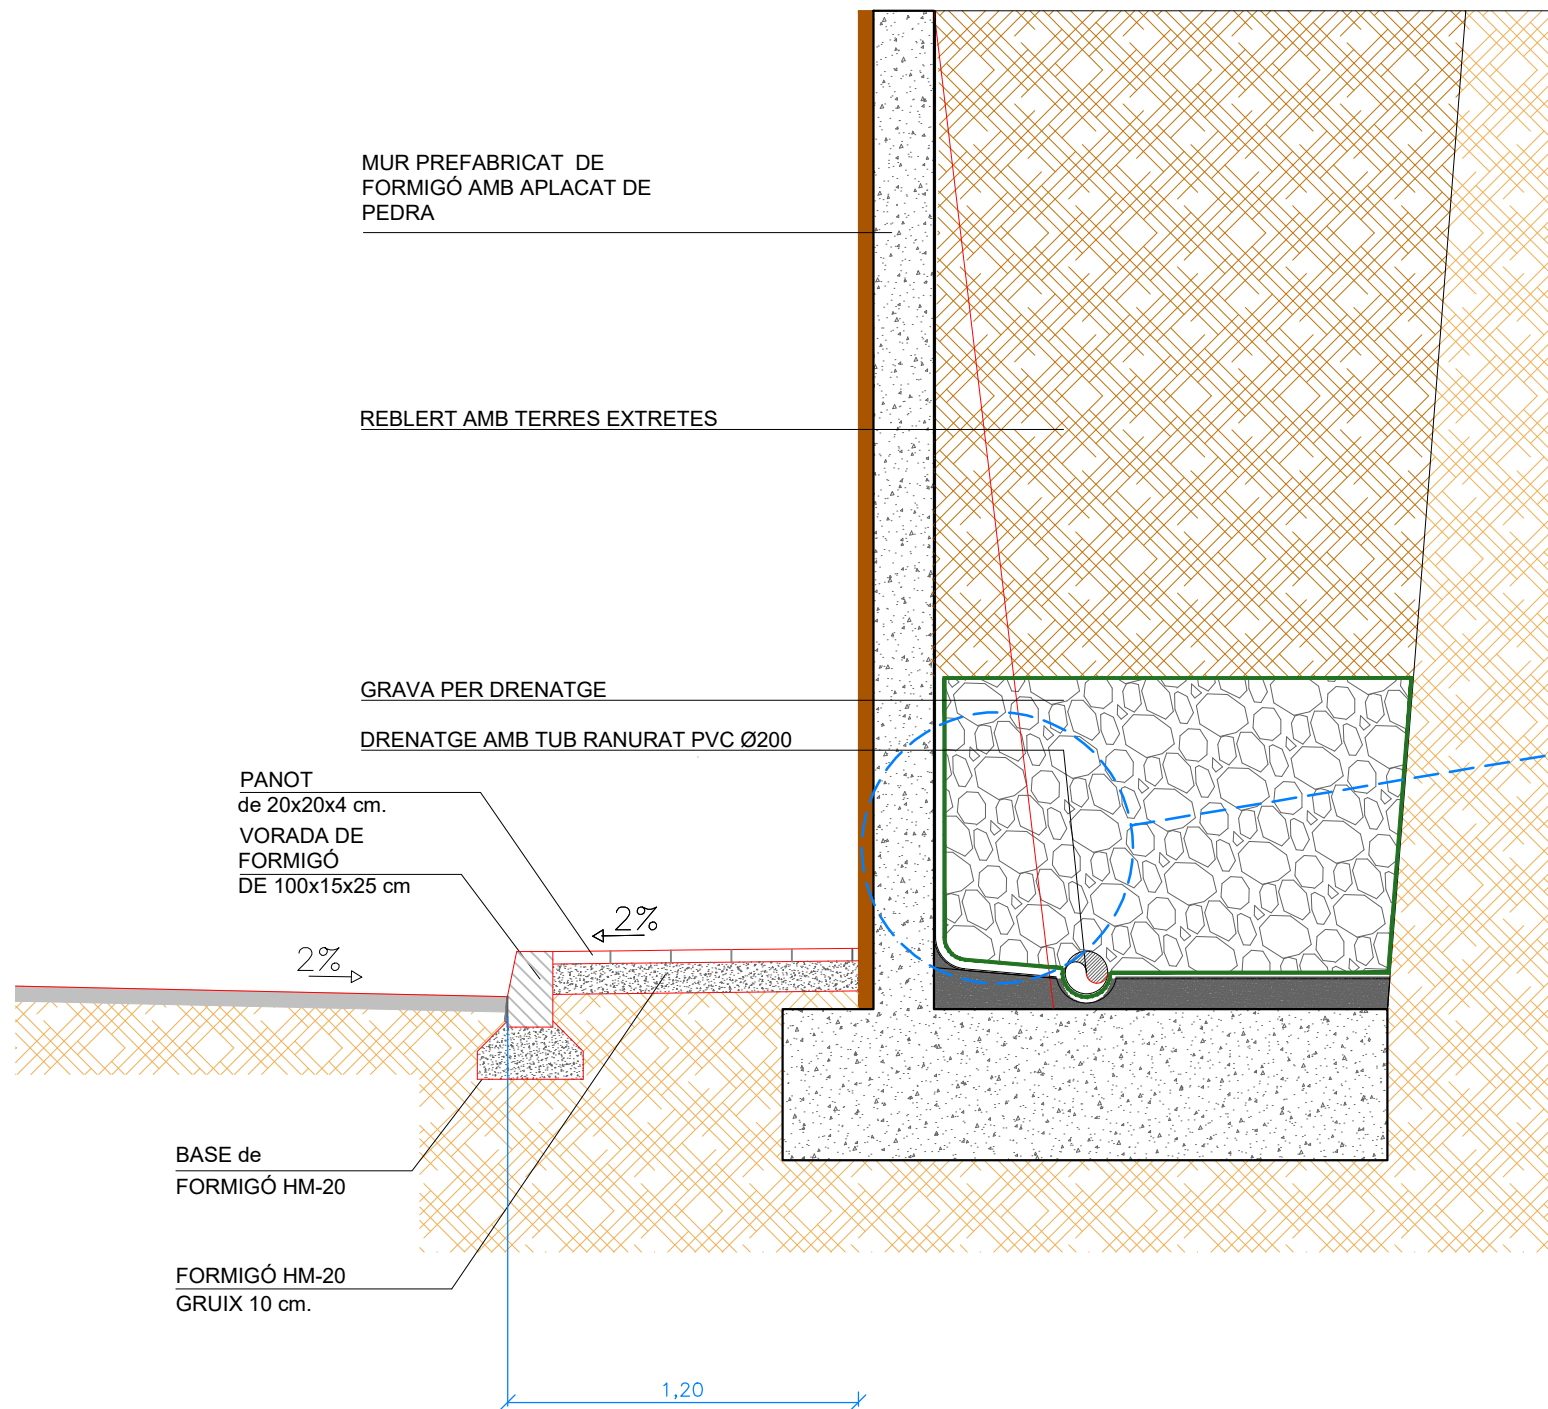 MUR PREFABRICAT DE
FORMIGÓ AMB APLACAT DE
PEDRA
REBLERT AMB TERRES EXTRETES
GRAVA PER DRENATGE
DRENATGE AMB TUB RANURAT PVC Ø200
PANOT
de 20x20x4 cm.
VORADA DE
FORMIGÓ
DE 100x15x25 cm
2%
2%
BASE de
FORMIGÓ HM-20
FORMIGÓ HM-20
GRUIX 10 cm.
1,20